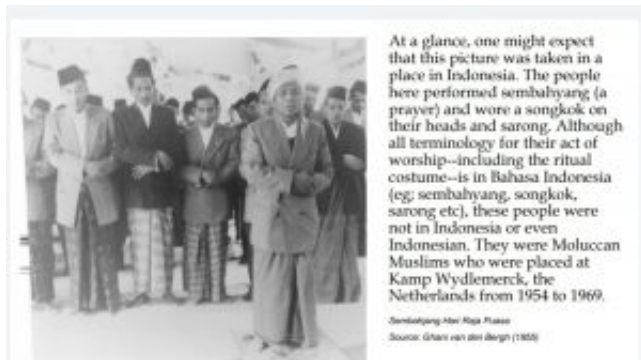 At a glance, one might expect
that this picture was taken in a
place in Indonesia. The people
here performed sembahyang (a
prayer) and wore a songkok on
their heads and sarong. Although
all terminology for their act of
worship--including the ritual
costume--is in Bahasa Indonesia
(eg; sembahyang, songkok,
sarong etc), these people were
not in Indonesia or even
Indonesian. They were Moluccan
Muslims who were placed at
Kamp Wydlemerck, the
Netherlands from 1954 to 1969.
Sembahyang Hari Raja Puasa
Source: Gham van den Bergh (1955)